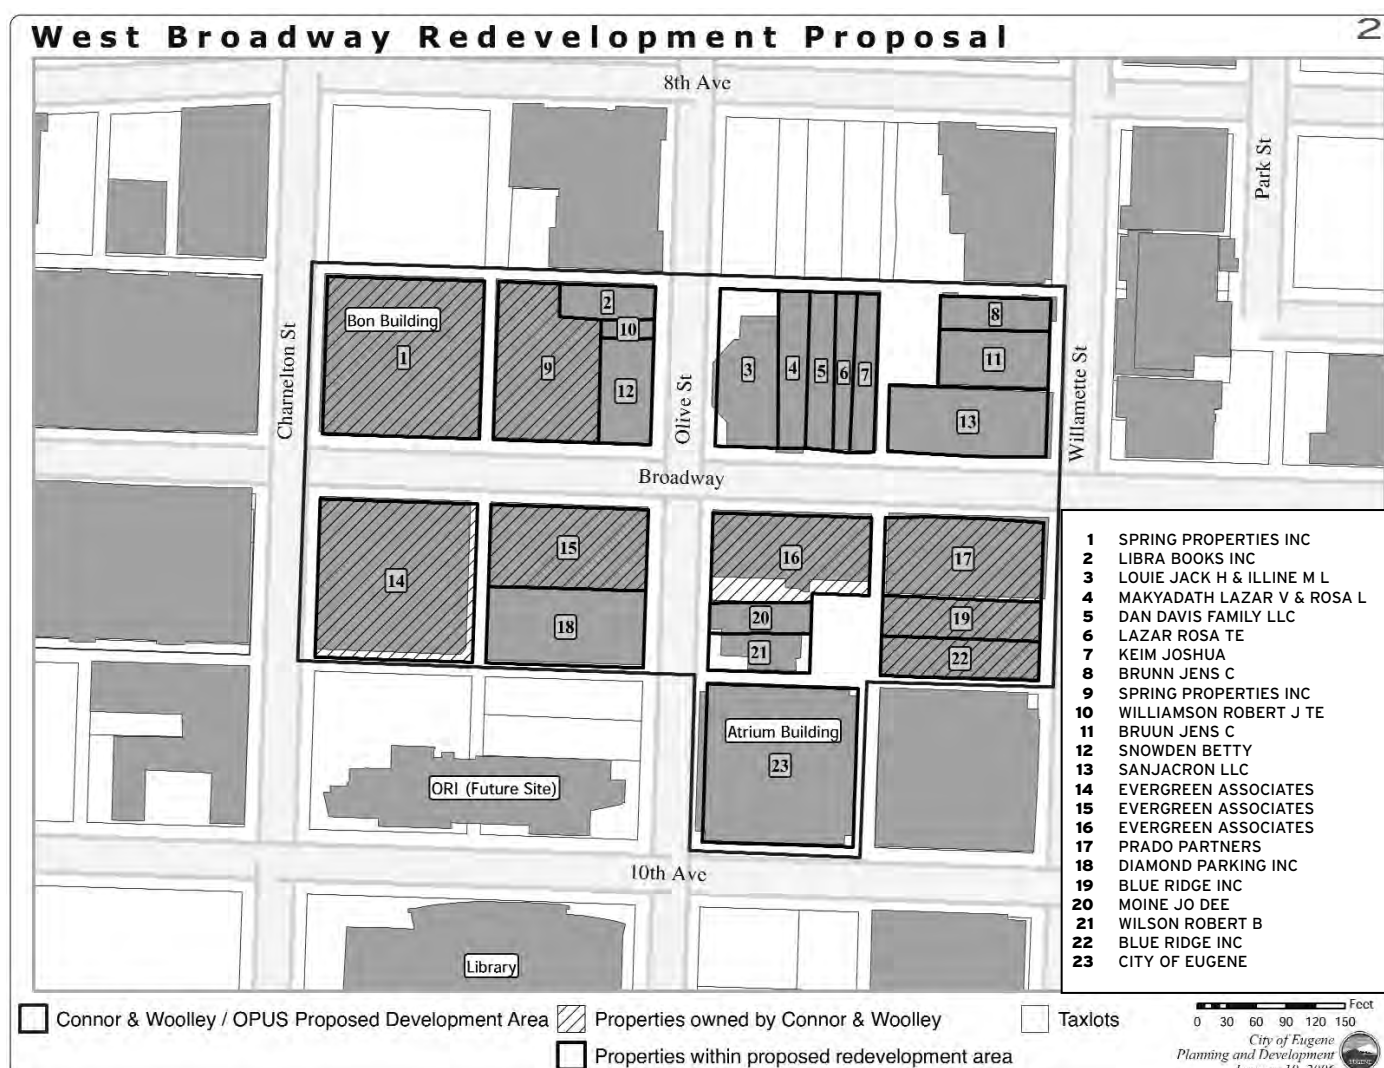 West Broadway Redevelopment Proposal
2
8th Ave
Park St
Charnelton St
Olive St
Willamette St
Bon Building
1
2
10
9
12
3
4
5
6
7
8
11
13
Broadway
14
15
18
16
20
21
17
19
22
Atrium Building
23
ORI (Future Site)
10th Ave
Library
1 SPRING PROPERTIES INC
2 LIBRA BOOKS INC
3 LOUIE JACK H & ILLINE M L
4 MAKYADATH LAZAR V & ROSA L
5 DAN DAVIS FAMILY LLC
6 LAZAR ROSA TE
7 KEIM JOSHUA
8 BRUNN JENS C
9 SPRING PROPERTIES INC
10 WILLIAMSON ROBERT J TE
11 BRUUN JENS C
12 SNOWDEN BETTY
13 SANJACRON LLC
14 EVERGREEN ASSOCIATES
15 EVERGREEN ASSOCIATES
16 EVERGREEN ASSOCIATES
17 PRADO PARTNERS
18 DIAMOND PARKING INC
19 BLUE RIDGE INC
20 MOINE JO DEE
21 WILSON ROBERT B
22 BLUE RIDGE INC
23 CITY OF EUGENE
Connor & Woolley / OPUS Proposed Development Area
Properties owned by Connor & Woolley
Taxlots
Properties within proposed redevelopment area
Feet
0 30 60 90 120 150
City of Eugene
Planning and Development